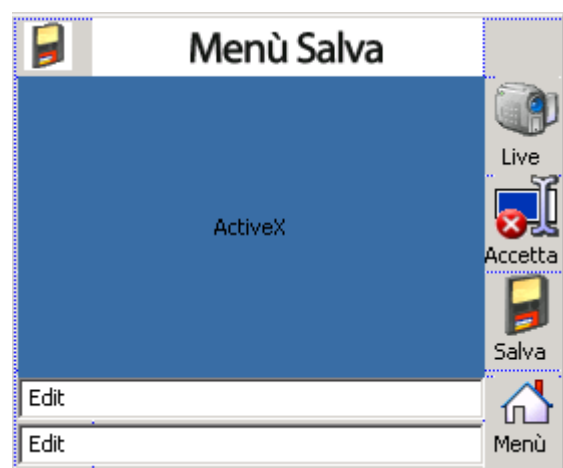 Menù Salva
Live
ActiveX
Accetta
Salva
Edit
Edit
Menù